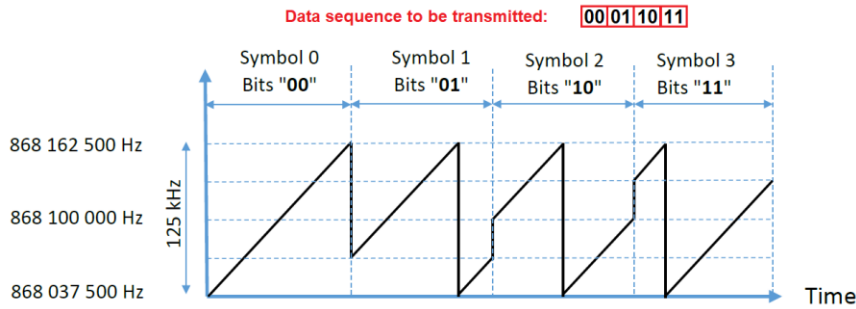 Data sequence to be transmitted: 00 01 10 11
Symbol 0 Symbol 1 Symbol 2 Symbol 3
Bits "00" Bits "01" Bits "10" Bits "11"
868 162 500 Hz
125 kHz
868 100 000 Hz
868 037 500 Hz
Time